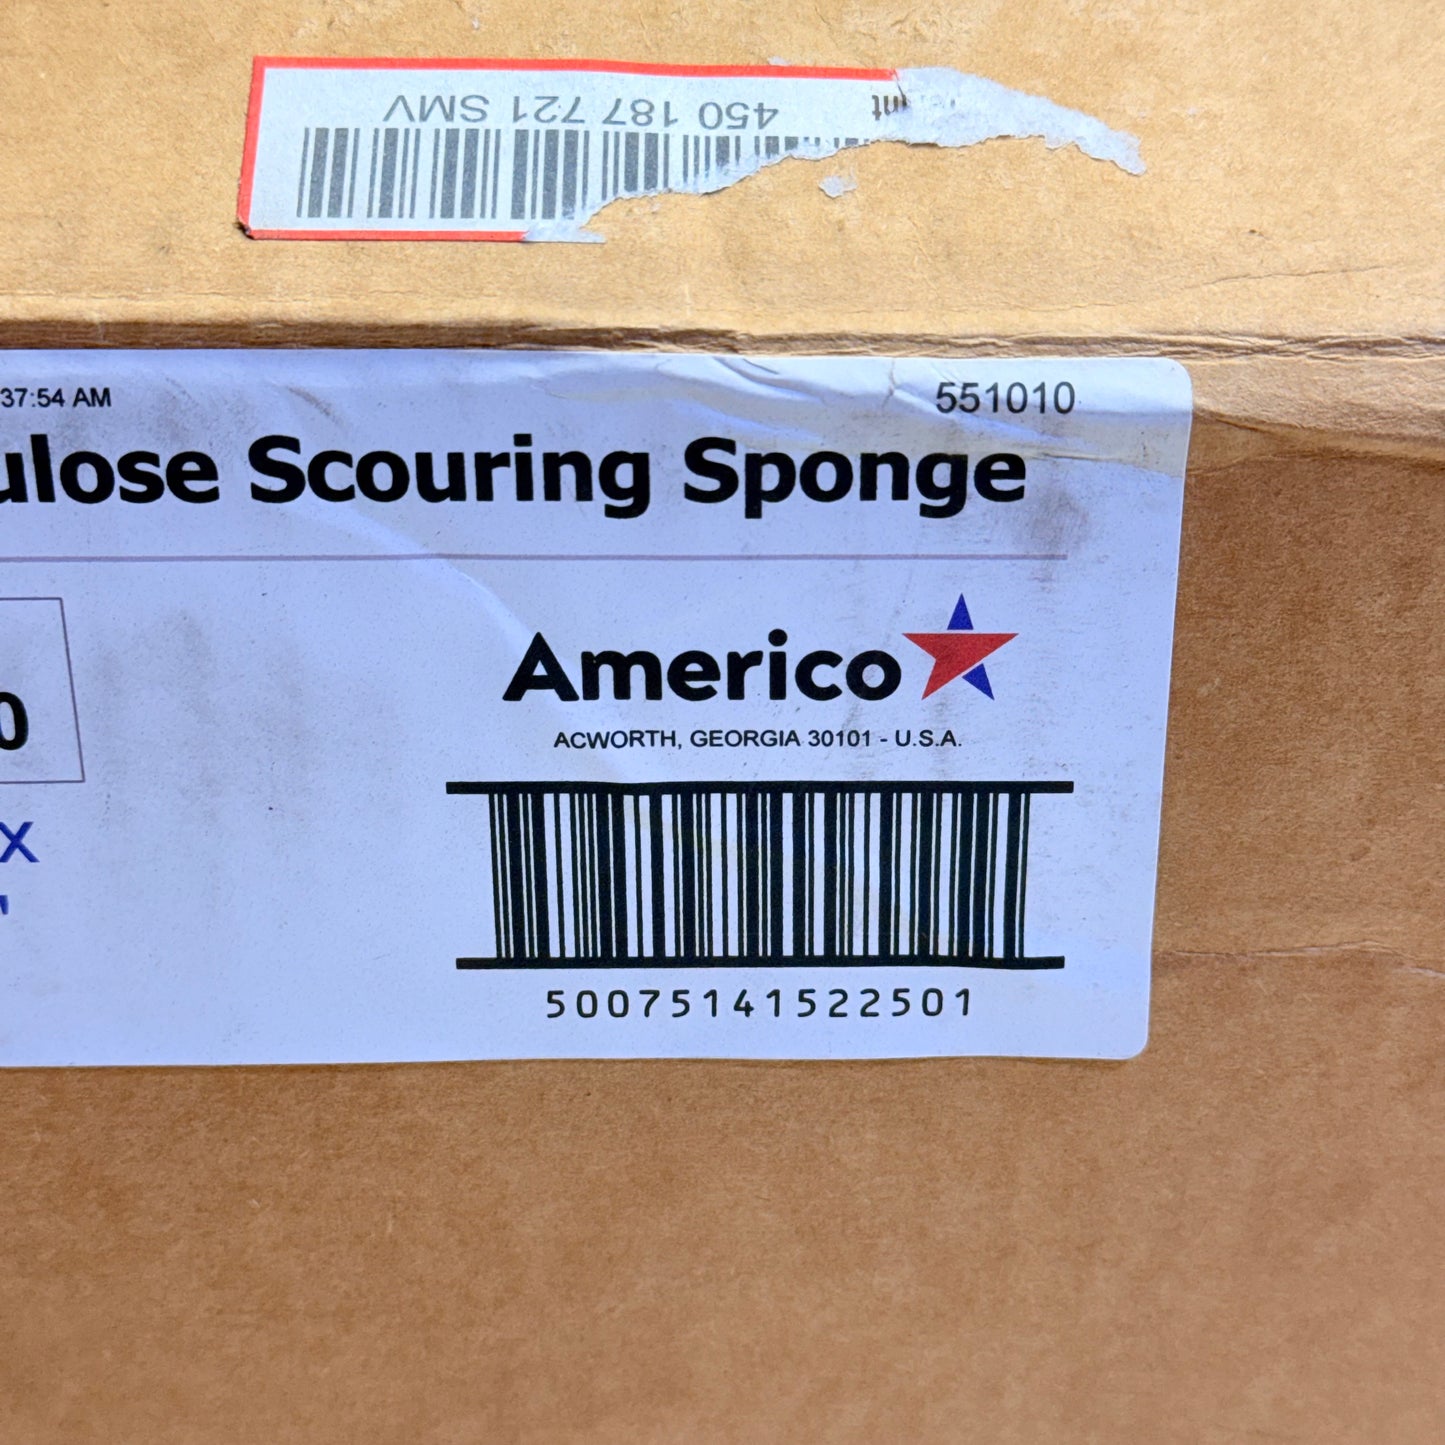 450 187 721 SMV
37:54 AM
551010
ulose Scouring Sponge
0
Americo
ACWORTH, GEORGIA 30101 - U.S.A.
X
"
50075141522501